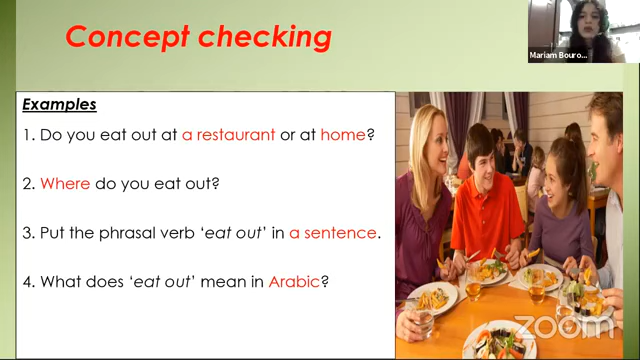 Concept checking
Mariam Bouro...
Examples
1. Do you eat out at a restaurant or at home?
2. Where do you eat out?
3. Put the phrasal verb ‘eat out’ in a sentence.
4. What does ‘eat out’ mean in Arabic?
zoom